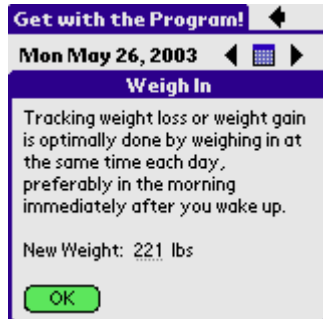 Get with the Program!
Mon May 26, 2003
Weigh In
Tracking weight loss or weight gain
is optimally done by weighing in at
the same time each day,
preferably in the morning
immediately after you wake up.
New Weight: 221 lbs
OK